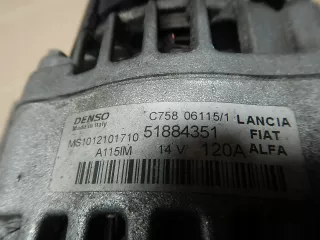 DENSO C758 06115/1
Made in Italy
MS1012101710 51884351
A115IM 14 V 120A
LANCIA
FIAT
ALFA